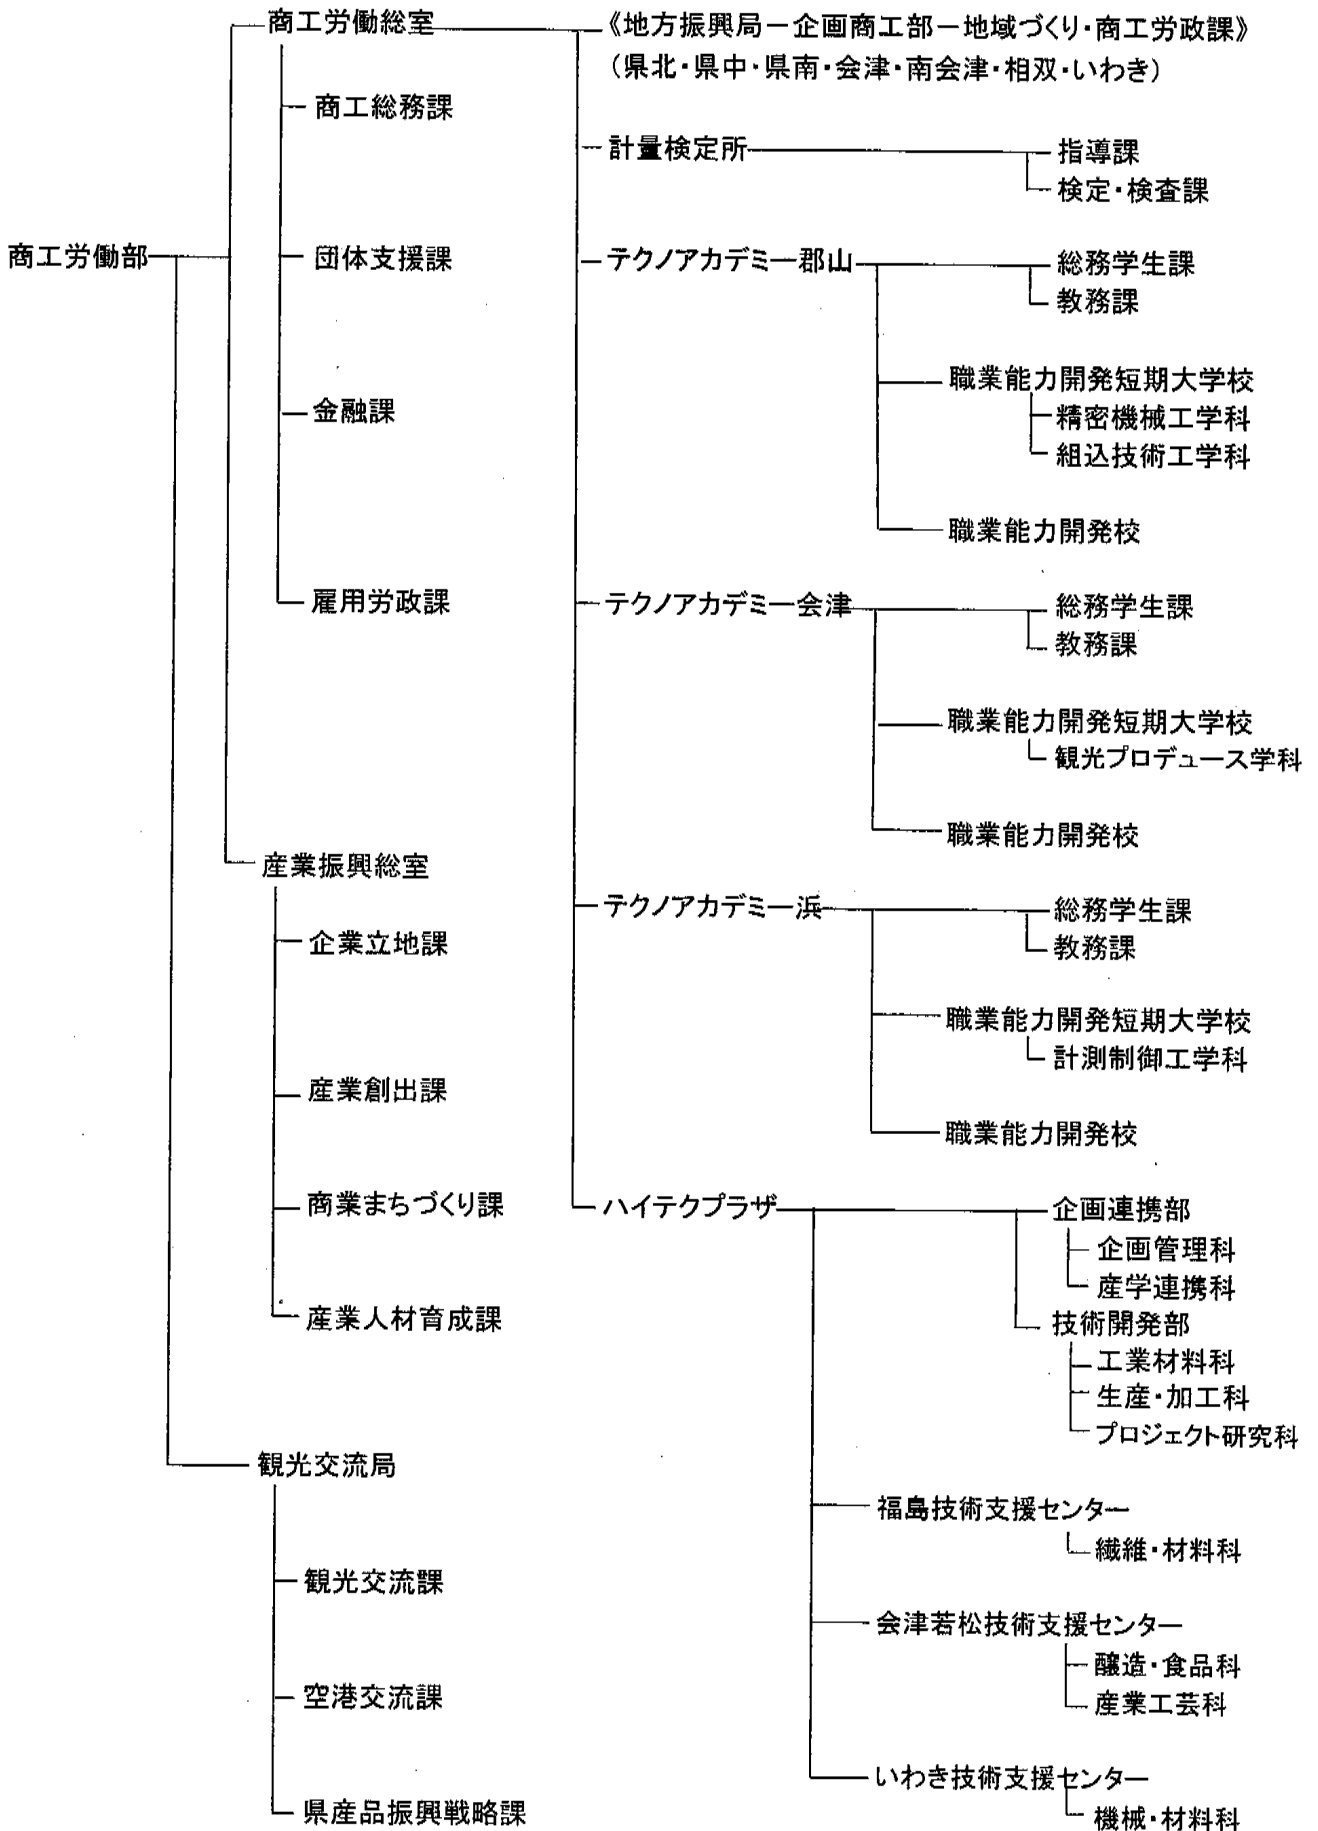 商工労働部
商工労働総室
商工総務課
団体支援課
金融課
雇用労政課
産業振興総室
企業立地課
産業創出課
商業まちづくり課
産業人材育成課
観光交流局
観光交流課
空港交流課
県産品振興戦略課
《地方振興局－企画商工部－地域づくり・商工労政課》
（県北・県中・県南・会津・南会津・相双・いわき）
計量検定所
指導課
検定・検査課
テクノアカデミー郡山
総務学生課
教務課
職業能力開発短期大学校
精密機械工学科
組込技術工学科
職業能力開発校
テクノアカデミー会津
総務学生課
教務課
職業能力開発短期大学校
観光プロデュース学科
職業能力開発校
テクノアカデミー浜
総務学生課
教務課
職業能力開発短期大学校
計測制御工学科
職業能力開発校
ハイテクプラザ
企画連携部
企画管理科
産学連携科
技術開発部
工業材料科
生産・加工科
プロジェクト研究科
福島技術支援センター
繊維・材料科
会津若松技術支援センター
醸造・食品科
産業工芸科
いわき技術支援センター
機械・材料科